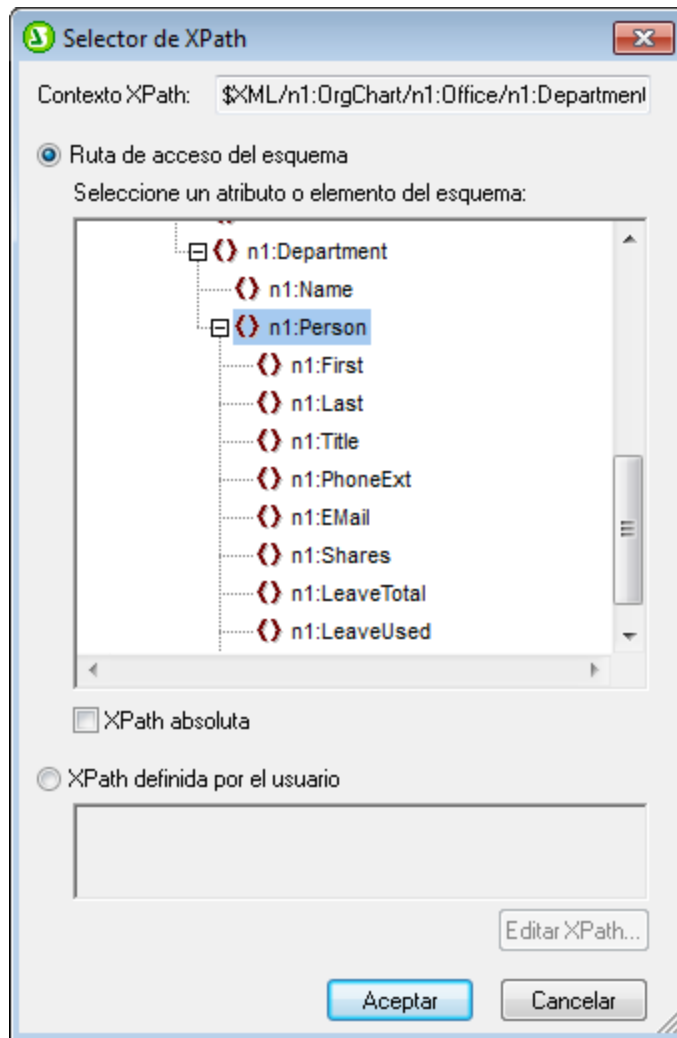 Selector de XPath
Contexto XPath: $XML/n1:OrgChart/n1:Office/n1:Department
Ruta de acceso del esquema
Seleccione un atributo o elemento del esquema:
n1:Department
n1:Name
n1:Person
n1:First
n1:Last
n1:Title
n1:PhoneExt
n1:EMail
n1:Shares
n1:LeaveTotal
n1:LeaveUsed
XPath absoluta
XPath definida por el usuario
Editar XPath...
Aceptar Cancelar